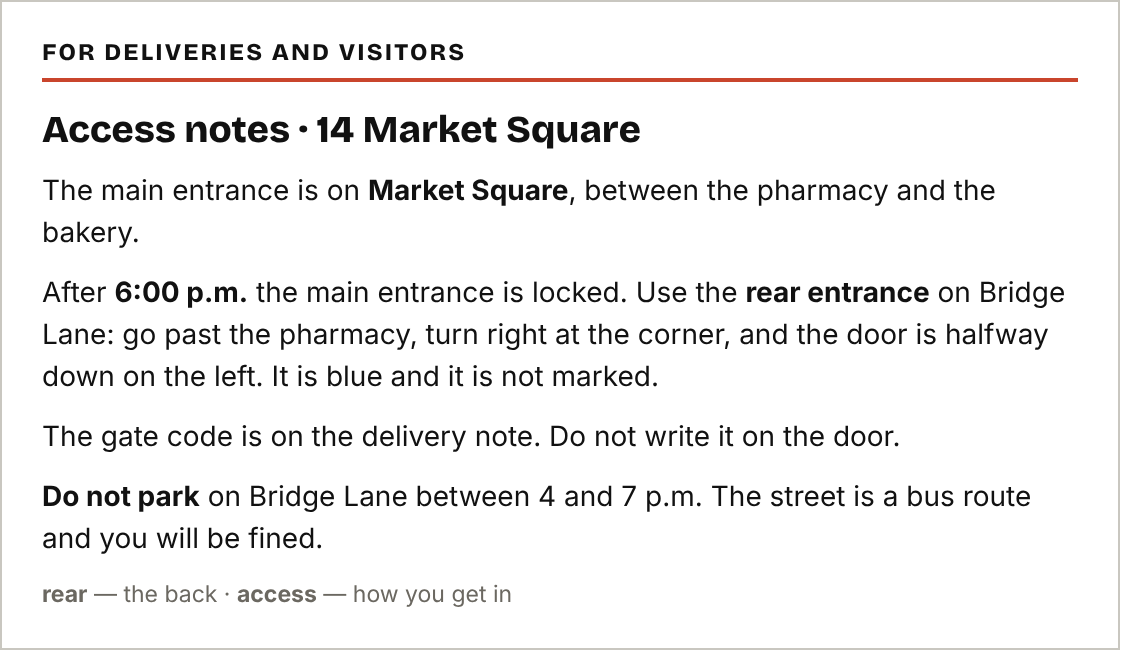 FOR DELIVERIES AND VISITORS
Access notes · 14 Market Square
The main entrance is on Market Square, between the pharmacy and the
bakery.
After 6:00 p.m. the main entrance is locked. Use the rear entrance on Bridge
Lane: go past the pharmacy, turn right at the corner, and the door is halfway
down on the left. It is blue and it is not marked.
The gate code is on the delivery note. Do not write it on the door.
Do not park on Bridge Lane between 4 and 7 p.m. The street is a bus route
and you will be fined.
rear — the back · access — how you get in